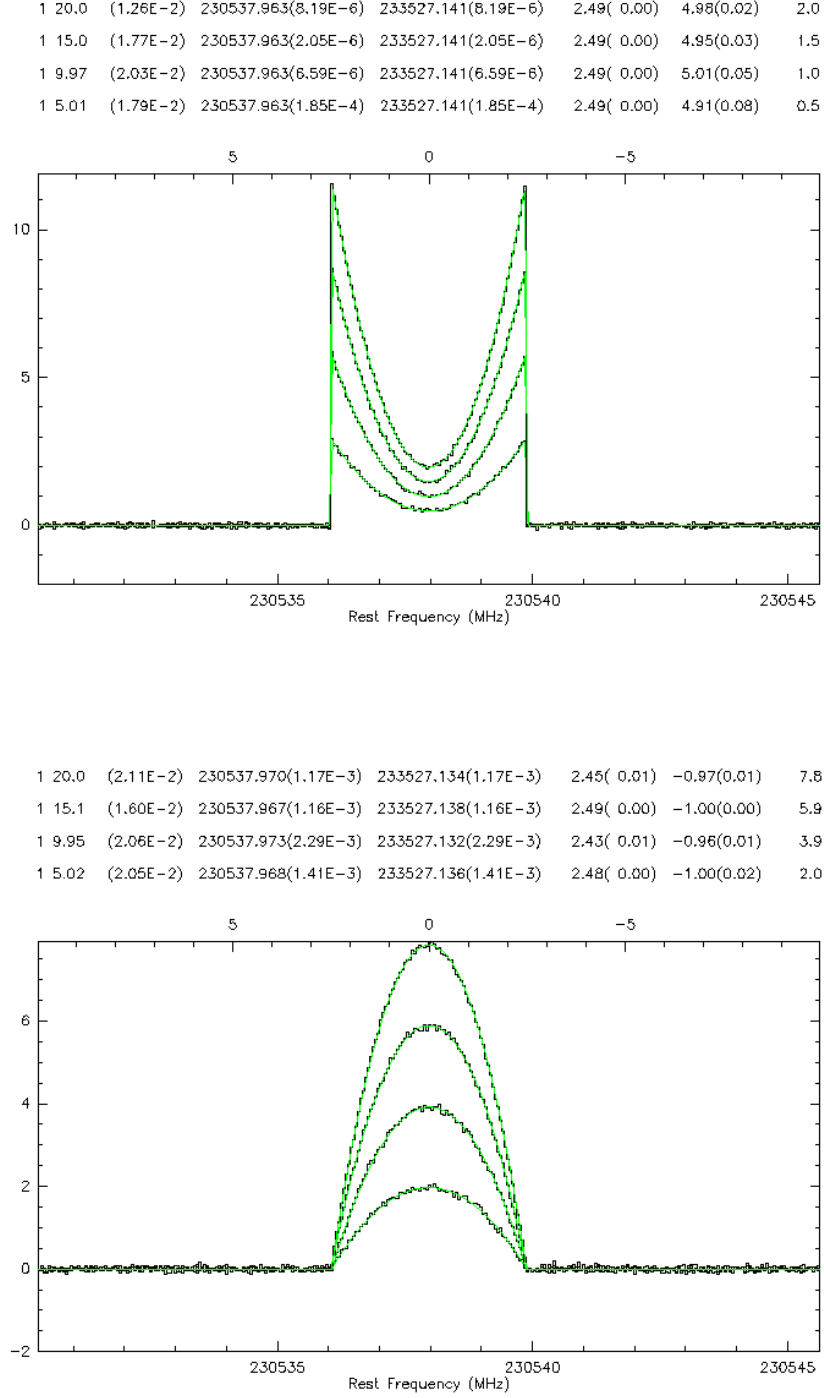 1 20.0 (1.26E-2) 230537.963(8.19E-6) 233527.141(8.19E-6) 2.49( 0.00) 4.98(0.02) 2.0
1 15.0 (1.77E-2) 230537.963(2.05E-6) 233527.141(2.05E-6) 2.49( 0.00) 4.95(0.03) 1.5
1 9.97 (2.03E-2) 230537.963(6.59E-6) 233527.141(6.59E-6) 2.49( 0.00) 5.01(0.05) 1.0
1 5.01 (1.79E-2) 230537.963(1.85E-4) 233527.141(1.85E-4) 2.49( 0.00) 4.91(0.08) 0.5
5 0 -5
10
5
0
230535 230540 230545
Rest Frequency (MHz)
1 20.0 (2.11E-2) 230537.970(1.17E-3) 233527.134(1.17E-3) 2.45( 0.01) -0.97(0.01) 7.8
1 15.1 (1.60E-2) 230537.967(1.16E-3) 233527.138(1.16E-3) 2.49( 0.00) -1.00(0.00) 5.9
1 9.95 (2.06E-2) 230537.973(2.29E-3) 233527.132(2.29E-3) 2.43( 0.01) -0.96(0.01) 3.9
1 5.02 (2.05E-2) 230537.968(1.41E-3) 233527.136(1.41E-3) 2.48( 0.00) -1.00(0.02) 2.0
5 0 -5
6
4
2
0
-2
230535 230540 230545
Rest Frequency (MHz)